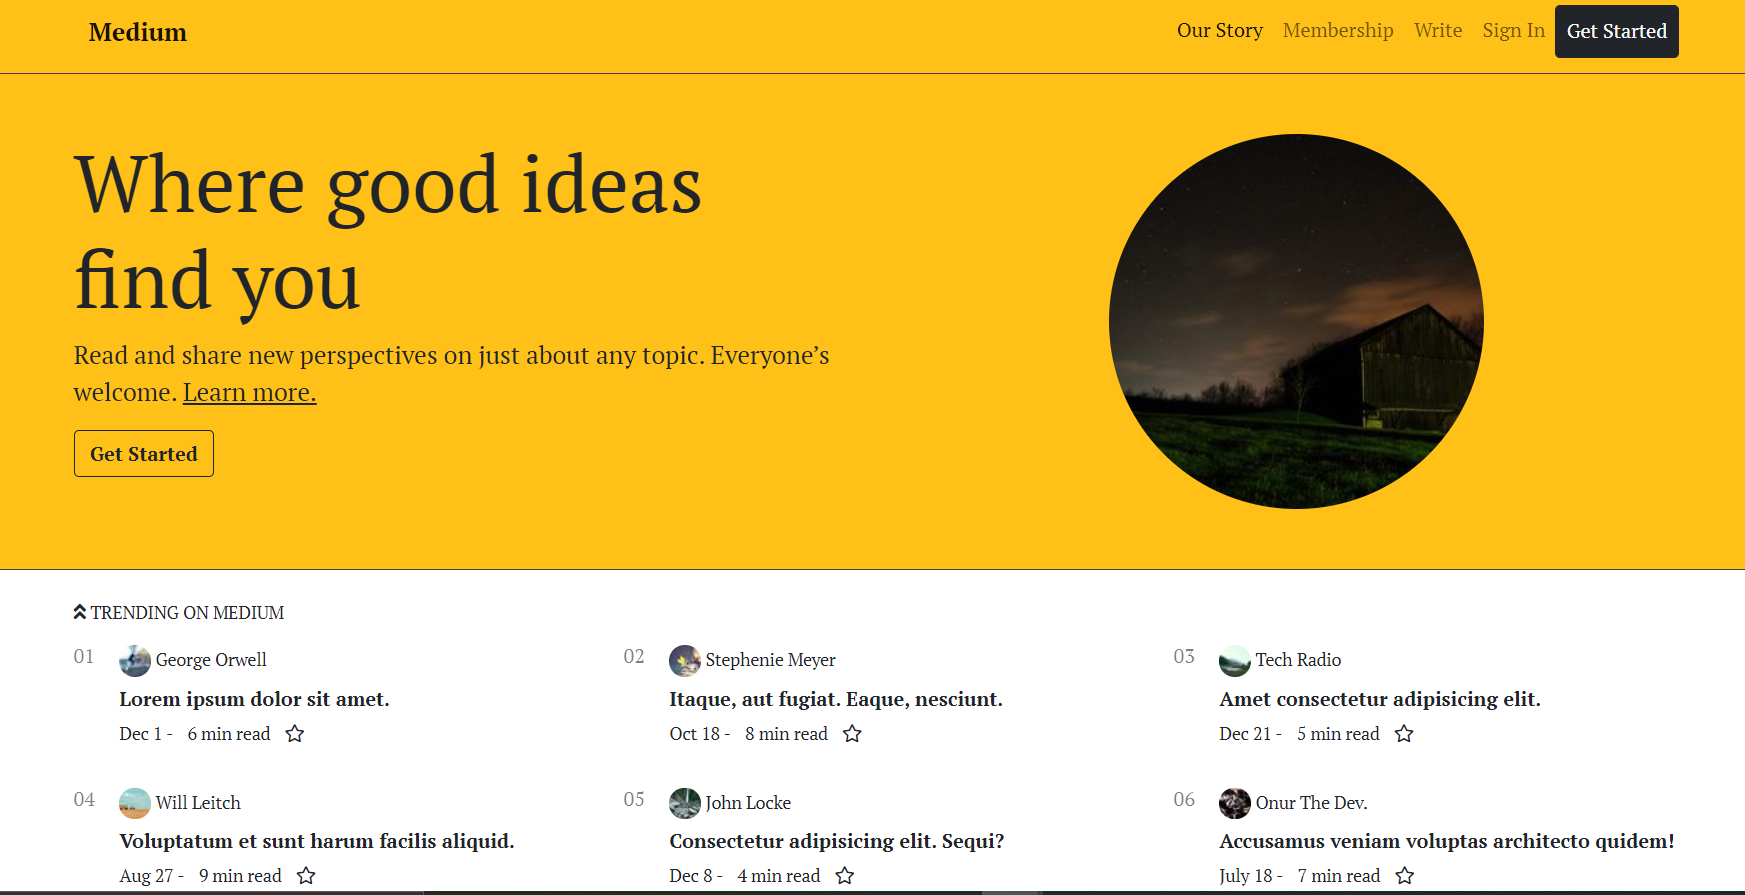 Medium
Our Story Membership Write Sign In Get Started
Where good ideas
find you
Read and share new perspectives on just about any topic. Everyone’s
welcome. Learn more.
Get Started
TRENDING ON MEDIUM
01 George Orwell
Lorem ipsum dolor sit amet.
Dec 1 - 6 min read
02 Stephenie Meyer
Itaque, aut fugiat. Eaque, nesciunt.
Oct 18 - 8 min read
03 Tech Radio
Amet consectetur adipisicing elit.
Dec 21 - 5 min read
04 Will Leitch
Voluptatum et sunt harum facilis aliquid.
Aug 27 - 9 min read
05 John Locke
Consectetur adipisicing elit. Sequi?
Dec 8 - 4 min read
06 Onur The Dev.
Accusamus veniam voluptas architecto quidem!
July 18 - 7 min read